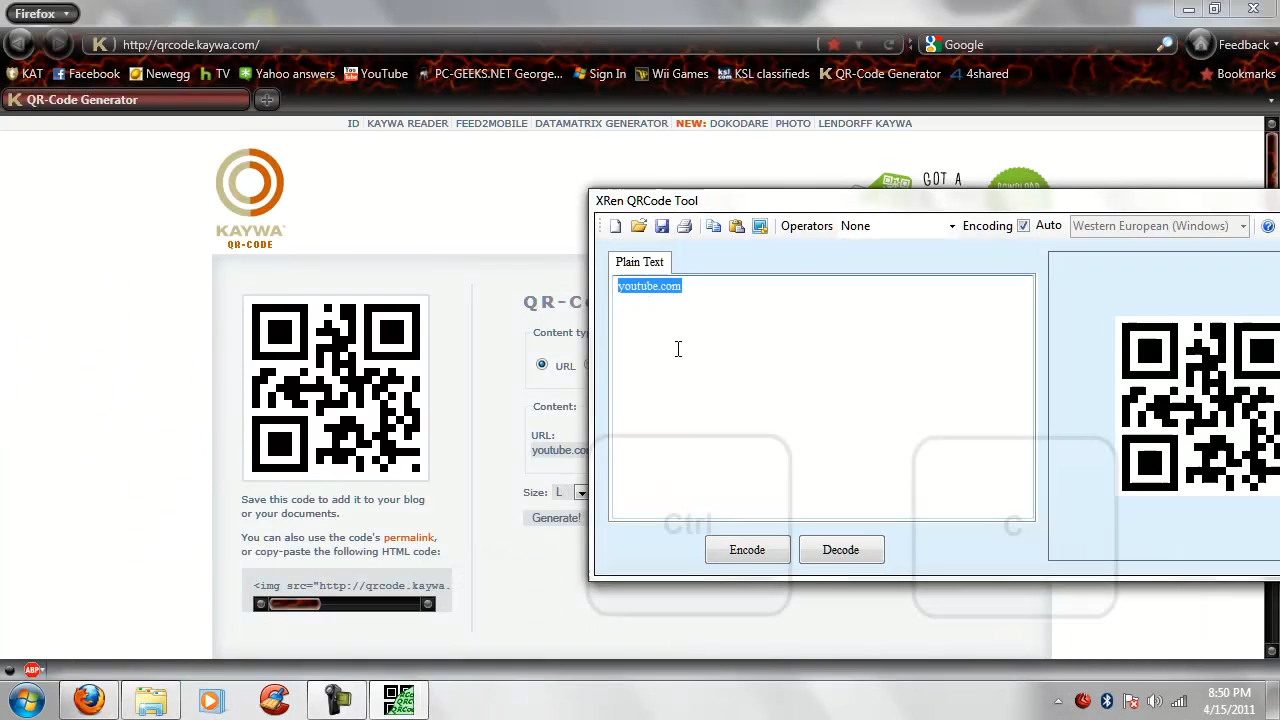 Firefox
http://qrcode.kaywa.com/
Google
Feedback
KAT
Facebook
Newegg
TV
Yahoo answers
YouTube
PC-GEEKS.NET George...
Sign In
Wii Games
KSL classifieds
QR-Code Generator
4shared
Bookmarks
QR-Code Generator
ID KAYWA READER FEED2MOBILE DATAMATRIX GENERATOR NEW: DOKODARE PHOTO LENDORFF KAYWA
KAYWA
QR-CODE
GOT A
DOWNLOAD
XRen QRCode Tool
Operators None Encoding Auto Western European (Windows)
Plain Text
youtube.com
QR-C
Content ty
URL
Content:
URL:
youtube.co
Size: L
Generate!
Ctrl
C
Encode
Decode
Save this code to add it to your blog
or your documents.
You can also use the code's permalink,
or copy-paste the following HTML code:
<img src="http://qrcode.kaywa.
ABP
8:50 PM
4/15/2011